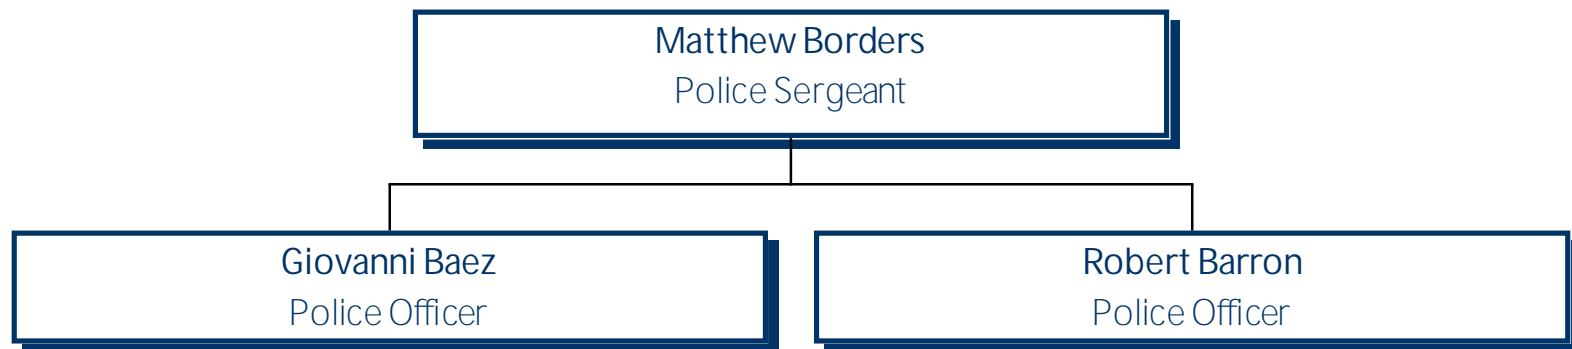 Matthew Borders
Police Sergeant
Giovanni Baez
Police Officer
Robert Barron
Police Officer